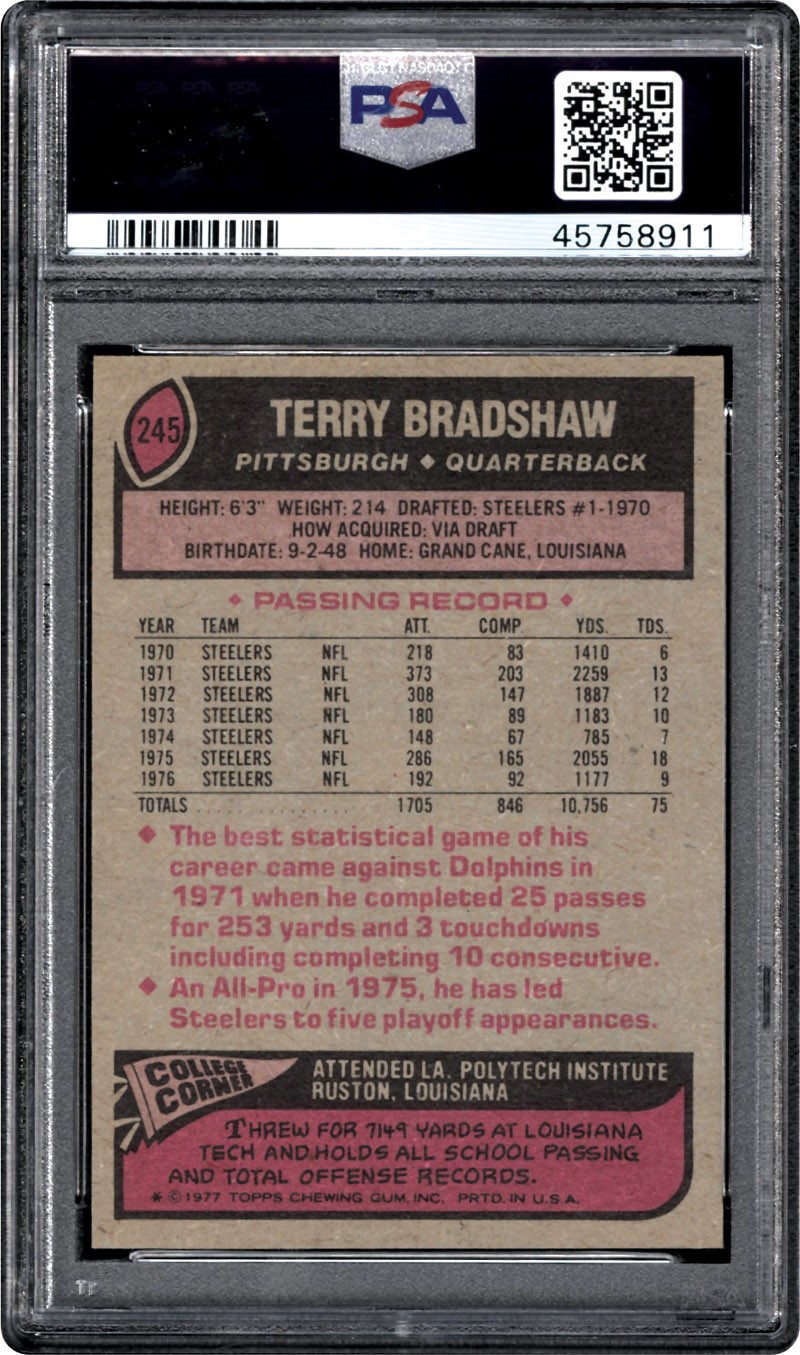 PSA
45758911
245
TERRY BRADSHAW
PITTSBURGH ♦ QUARTERBACK
HEIGHT: 6'3" WEIGHT: 214 DRAFTED: STEELERS #1-1970
HOW ACQUIRED: VIA DRAFT
BIRTHDATE: 9-2-48 HOME: GRAND CANE, LOUISIANA
♦ PASSING RECORD ♦
YEAR TEAM ATT. COMP. YDS. TDS.
1970 STEELERS NFL 218 83 1410 6
1971 STEELERS NFL 373 203 2259 13
1972 STEELERS NFL 308 147 1887 12
1973 STEELERS NFL 180 89 1183 10
1974 STEELERS NFL 148 67 785 7
1975 STEELERS NFL 286 165 2055 18
1976 STEELERS NFL 192 92 1177 9
TOTALS . . . . . . . . . . . . . . 1705 846 10,756 75
♦ The best statistical game of his
career came against Dolphins in
1971 when he completed 25 passes
for 253 yards and 3 touchdowns
including completing 10 consecutive.
♦ An All-Pro in 1975, he has led
Steelers to five playoff appearances.
COLLEGE
CORNER
ATTENDED LA. POLYTECH INSTITUTE
RUSTON, LOUISIANA
THREW FOR 7149 YARDS AT LOUISIANA
TECH AND HOLDS ALL SCHOOL PASSING
AND TOTAL OFFENSE RECORDS.
* © 1977 TOPPS CHEWING GUM, INC. PRTD. IN U.S.A.